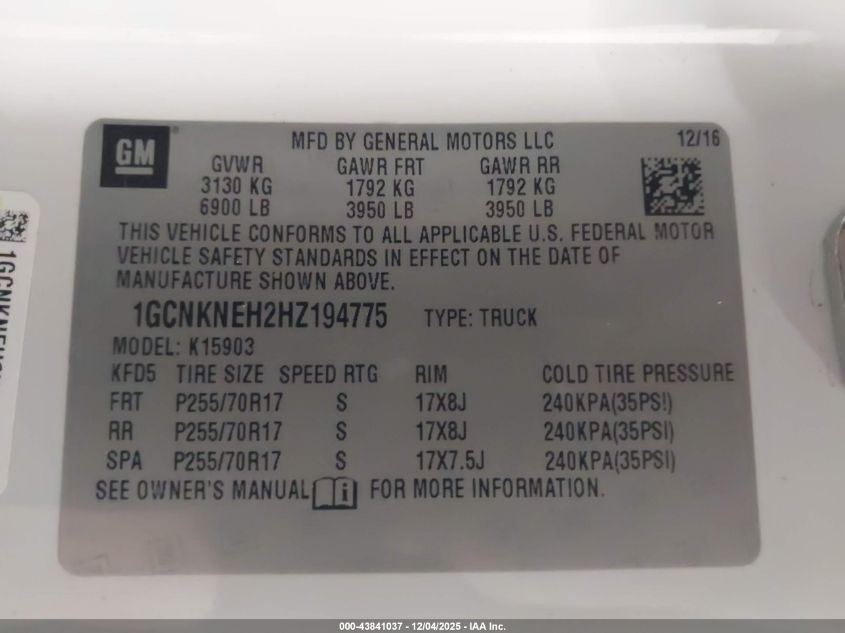 GM
MFD BY GENERAL MOTORS LLC 12/16
GVWR GAWR FRT GAWR RR
3130 KG 1792 KG 1792 KG
6900 LB 3950 LB 3950 LB
THIS VEHICLE CONFORMS TO ALL APPLICABLE U.S. FEDERAL MOTOR
VEHICLE SAFETY STANDARDS IN EFFECT ON THE DATE OF
MANUFACTURE SHOWN ABOVE.
1GCNKNEH2HZ194775 TYPE: TRUCK
MODEL: K15903
KFD5 TIRE SIZE SPEED RTG RIM COLD TIRE PRESSURE
FRT P255/70R17 S 17X8J 240KPA(35PSI)
RR P255/70R17 S 17X8J 240KPA(35PSI)
SPA P255/70R17 S 17X7.5J 240KPA(35PSI)
SEE OWNER'S MANUAL i FOR MORE INFORMATION.
000-43841037 - 12/04/2025 - IAA Inc.